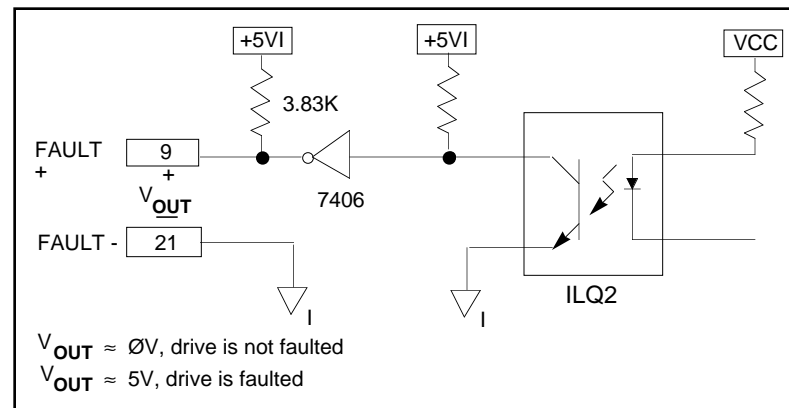 +5VI
+5VI
VCC
3.83K
FAULT
+
9
+
VOUT
7406
FAULT -
21
I
I
ILQ2
VOUT ≈ ØV, drive is not faulted
VOUT ≈ 5V, drive is faulted